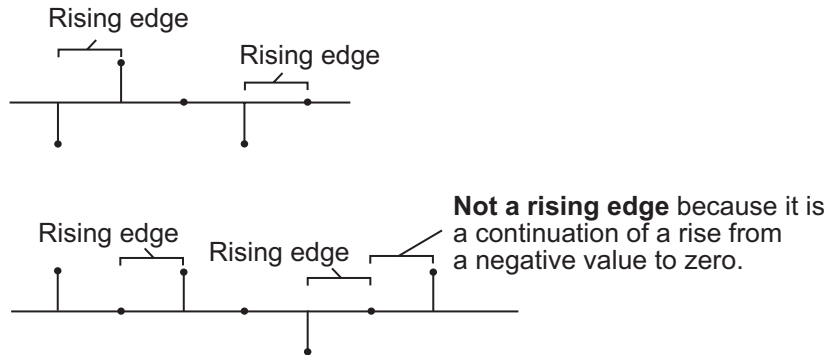 Rising edge
Rising edge
Not a rising edge because it is
a continuation of a rise from
a negative value to zero.
Rising edge
Rising edge